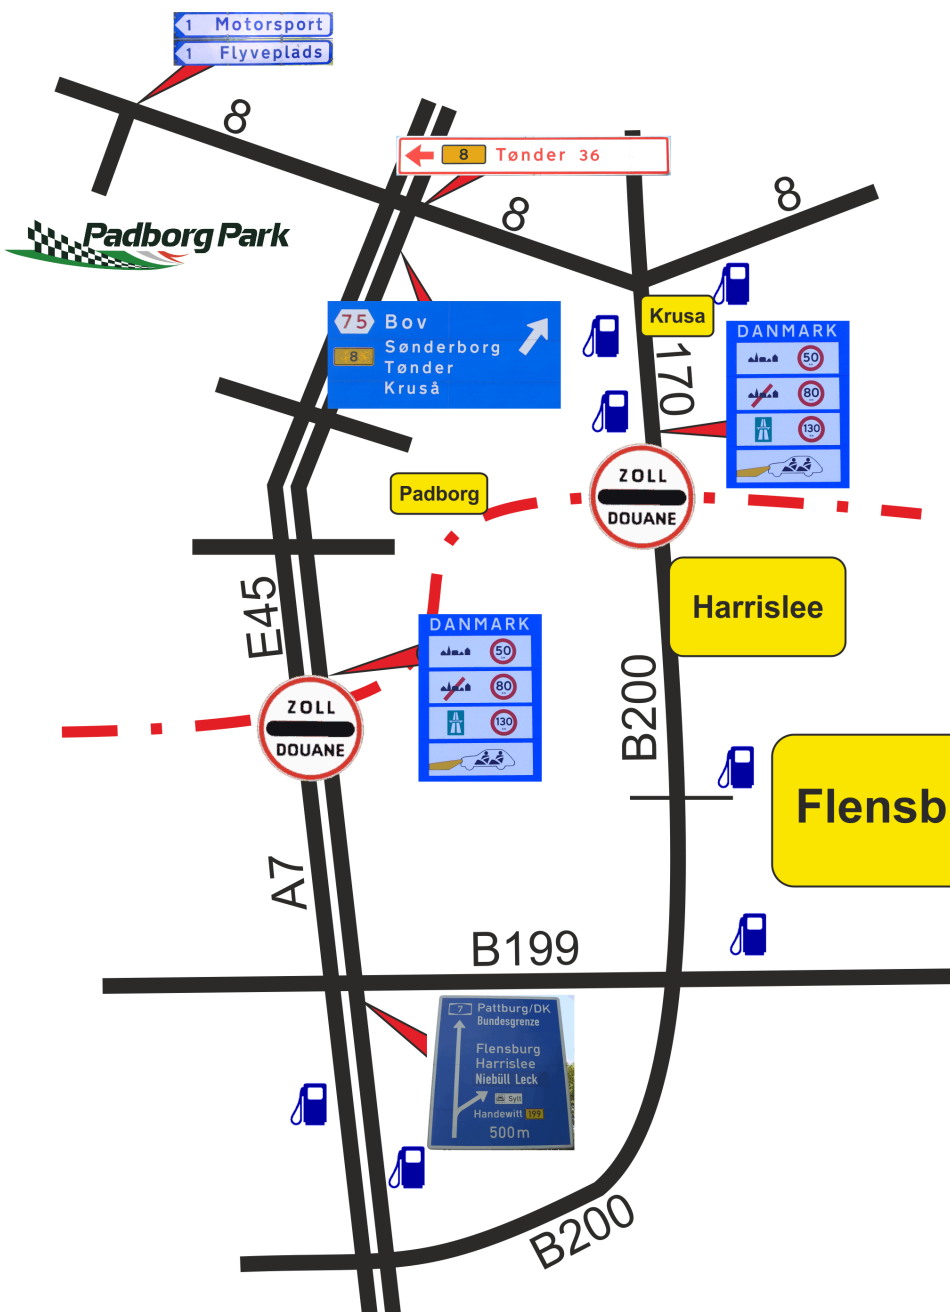 1 Motorsport
1 Flyveplads
8
8 Tønder 36
8
8
Padborg Park
75 Bov
8 Sønderborg
Tønder
Kruså
Krusa
170
DANMARK
50
80
130
ZOLL
DOUANE
Padborg
Harrislee
E45
DANMARK
50
80
130
ZOLL
DOUANE
B200
Flensb
A7
B199
7 Pattburg/DK
Bundesgrenze
Flensburg
Harrislee
Niebüll Leck
Sylt
Handewitt 199
500m
B200